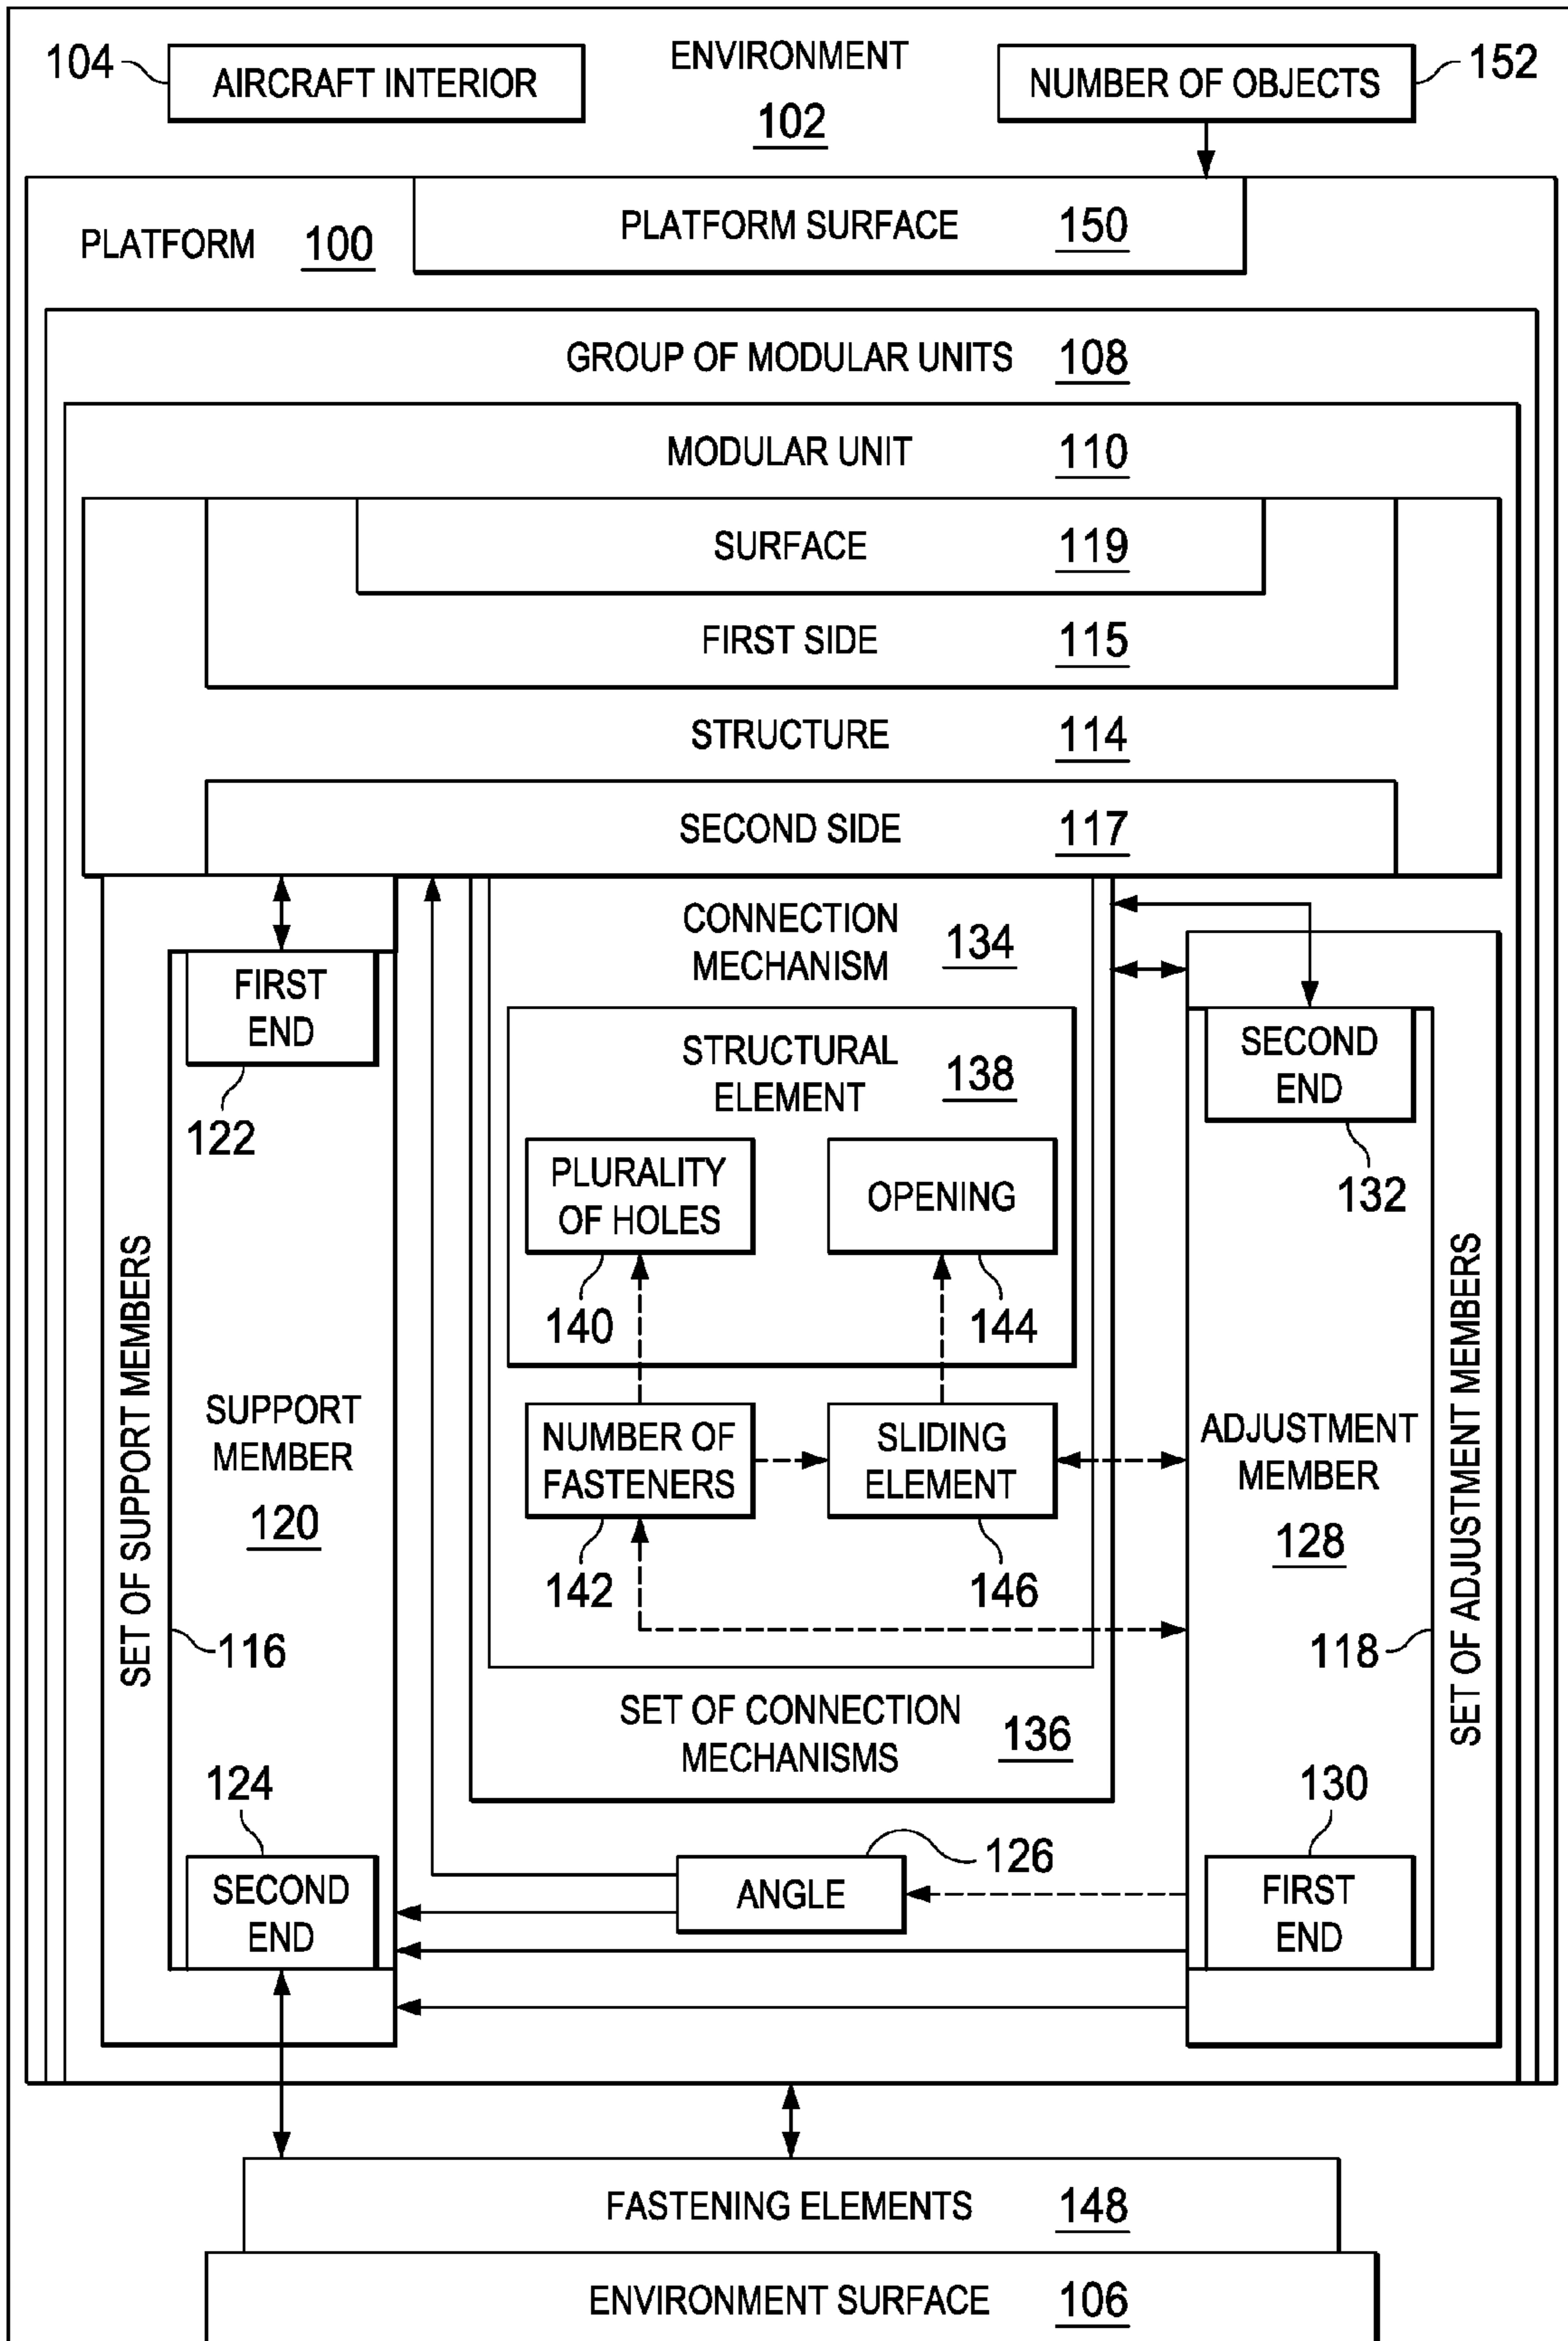 104
AIRCRAFT INTERIOR
ENVIRONMENT
102
NUMBER OF OBJECTS
152
PLATFORM 100
PLATFORM SURFACE 150
GROUP OF MODULAR UNITS 108
MODULAR UNIT 110
SURFACE 119
FIRST SIDE 115
STRUCTURE 114
SECOND SIDE 117
SET OF SUPPORT MEMBERS
116
FIRST
END
122
SUPPORT
MEMBER
120
124
SECOND
END
CONNECTION
MECHANISM
134
STRUCTURAL
ELEMENT
138
PLURALITY
OF HOLES
140
OPENING
144
NUMBER OF
FASTENERS
142
SLIDING
ELEMENT
146
SET OF CONNECTION
MECHANISMS
136
ANGLE
126
SECOND
END
132
ADJUSTMENT
MEMBER
128
118
SET OF ADJUSTMENT MEMBERS
130
FIRST
END
FASTENING ELEMENTS 148
ENVIRONMENT SURFACE 106